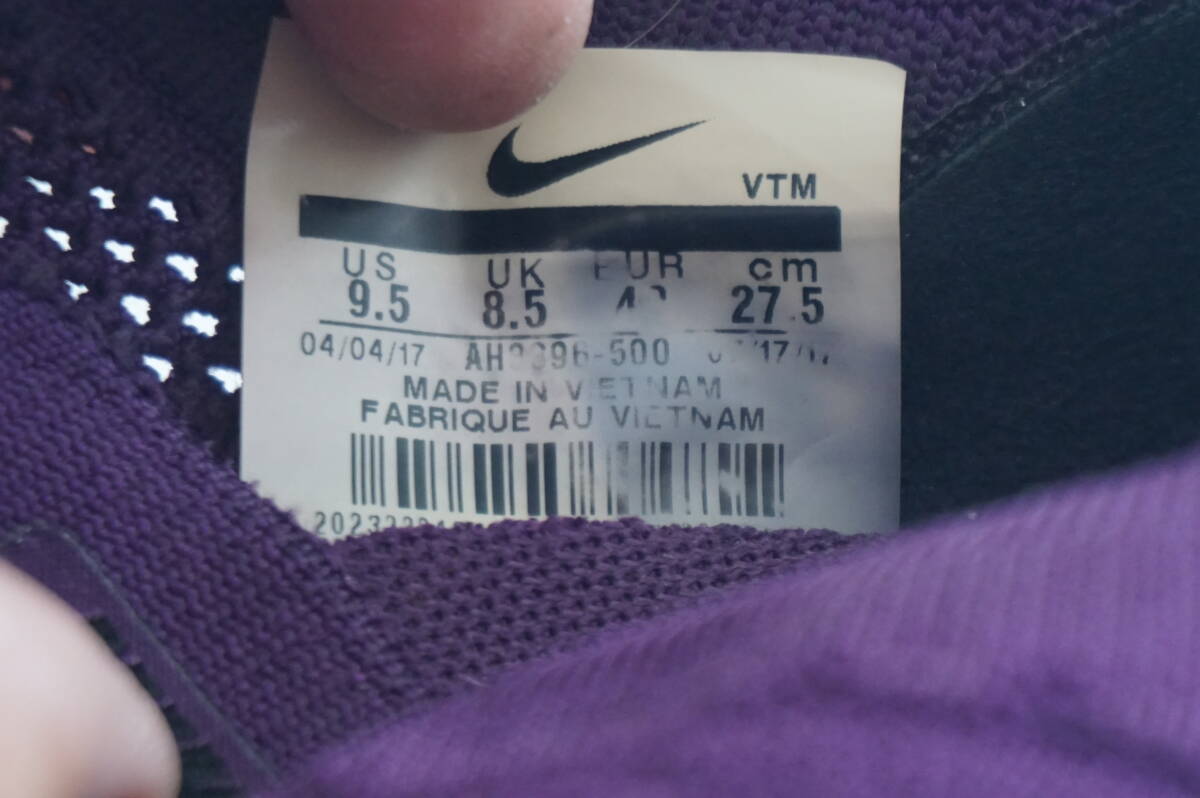 VTM
US UK EUR cm
9.5 8.5 27.5
04/04/17
MADE IN VIETNAM
FABRIQUE AU VIETNAM